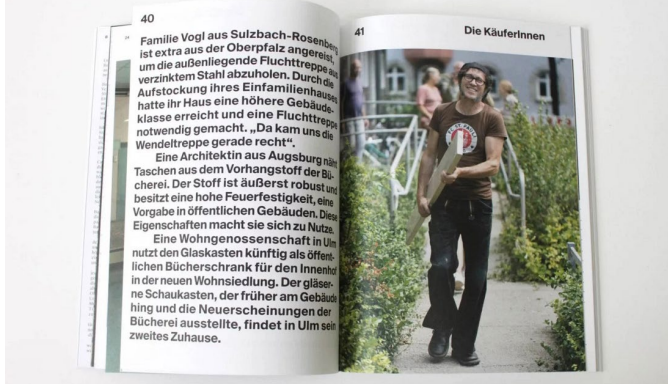 40
Familie Vogl aus Sulzbach-Rosenberg
ist extra aus der Oberpfalz angereist,
um die außenliegende Fluchttreppe aus
verzinktem Stahl abzuholen. Durch die
Aufstockung ihres Einfamilienhauses
hatte ihr Haus eine höhere Gebäude-
klasse erreicht und eine Fluchttreppe
notwendig gemacht. „Da kam uns die
Wendeltreppe gerade recht“.
Eine Architektin aus Augsburg näht
Taschen aus dem Vorhangstoff der Bü-
cherei. Der Stoff ist äußerst robust und
besitzt eine hohe Feuerfestigkeit, eine
Vorgabe in öffentlichen Gebäuden. Diese
Eigenschaften macht sie sich zu Nutze.
Eine Wohngenossenschaft in Ulm
nutzt den Glaskasten künftig als öffent-
lichen Bücherschrank für den Innenhof
in der neuen Wohnsiedlung. Der gläser-
ne Schaukasten, der früher am Gebäude
hing und die Neuerscheinungen der
Bücherei ausstellte, findet in Ulm sein
zweites Zuhause.
41
Die KäuferInnen